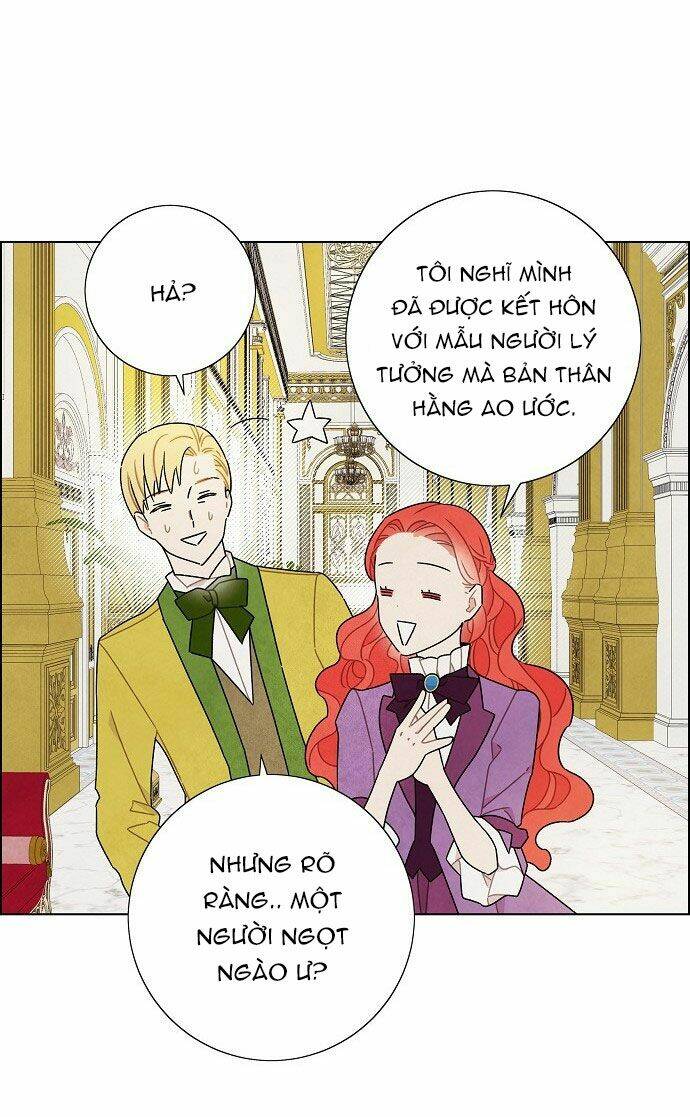 HẢ?
TÔI NGHĨ MÌNH
ĐÃ ĐƯỢC KẾT HÔN
VỚI MẪU NGƯỜI LÝ
TƯỞNG MÀ BẢN THÂN
HẰNG AO ƯỚC.
NHƯNG RÕ
RÀNG.. MỘT
NGƯỜI NGỌT
NGÀO Ư?